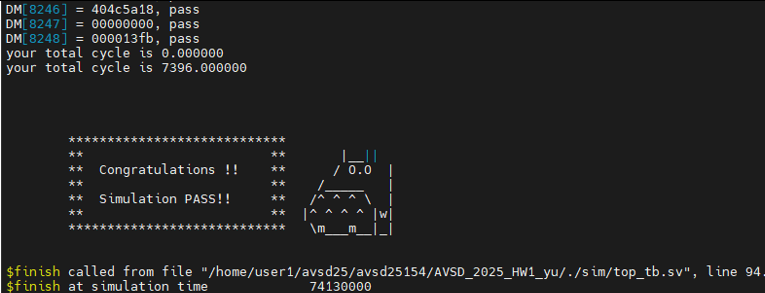 DM[8246] = 404c5a18, pass
DM[8247] = 00000000, pass
DM[8248] = 000013fb, pass
your total cycle is 0.000000
your total cycle is 7396.000000
****************************
** ** |__||
** Congratulations !! ** / O.O |
** ** /_____ |
** Simulation PASS!! ** /^ ^ ^ \ |
** ** |^ ^ ^ ^ |w|
**************************** \m___m__|_|
$finish called from file "/home/user1/avsd25/avsd25154/AVSD_2025_HW1_yu/./sim/top_tb.sv", line 94.
$finish at simulation time 74130000